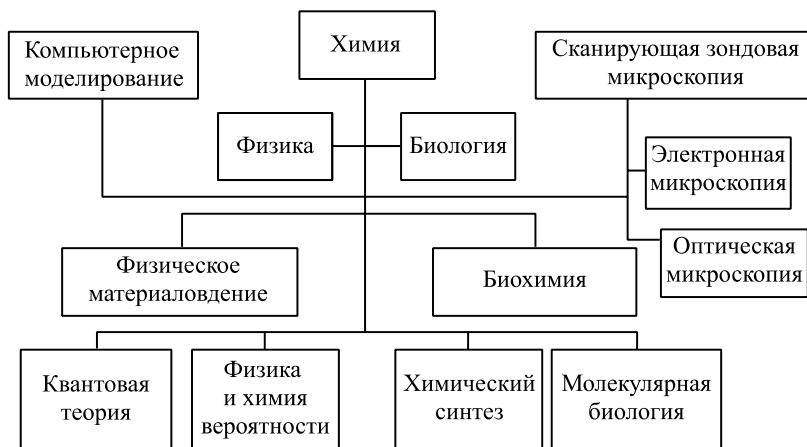 Компьютерное
моделирование
Химия
Сканирующая зондовая
микроскопия
Физика
Биология
Электронная
микроскопия
Оптическая
микроскопия
Физическое
материаловдение
Биохимия
Квантовая
теория
Физика
и химия
вероятности
Химический
синтез
Молекулярная
биология